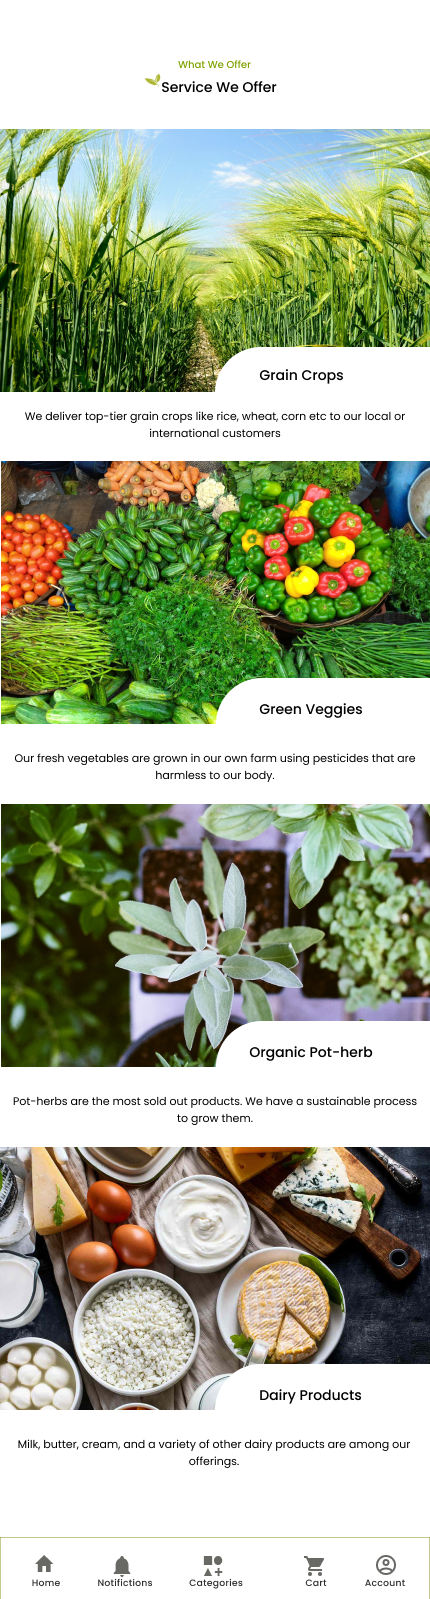 What We Offer
Service We Offer
Grain Crops
We deliver top-tier grain crops like rice, wheat, corn etc to our local or
international customers
Green Veggies
Our fresh vegetables are grown in our own farm using pesticides that are
harmless to our body.
Organic Pot-herb
Pot-herbs are the most sold out products. We have a sustainable process
to grow them.
Dairy Products
Milk, butter, cream, and a variety of other dairy products are among our
offerings.
Home
Notifictions
Categories
Cart
Account